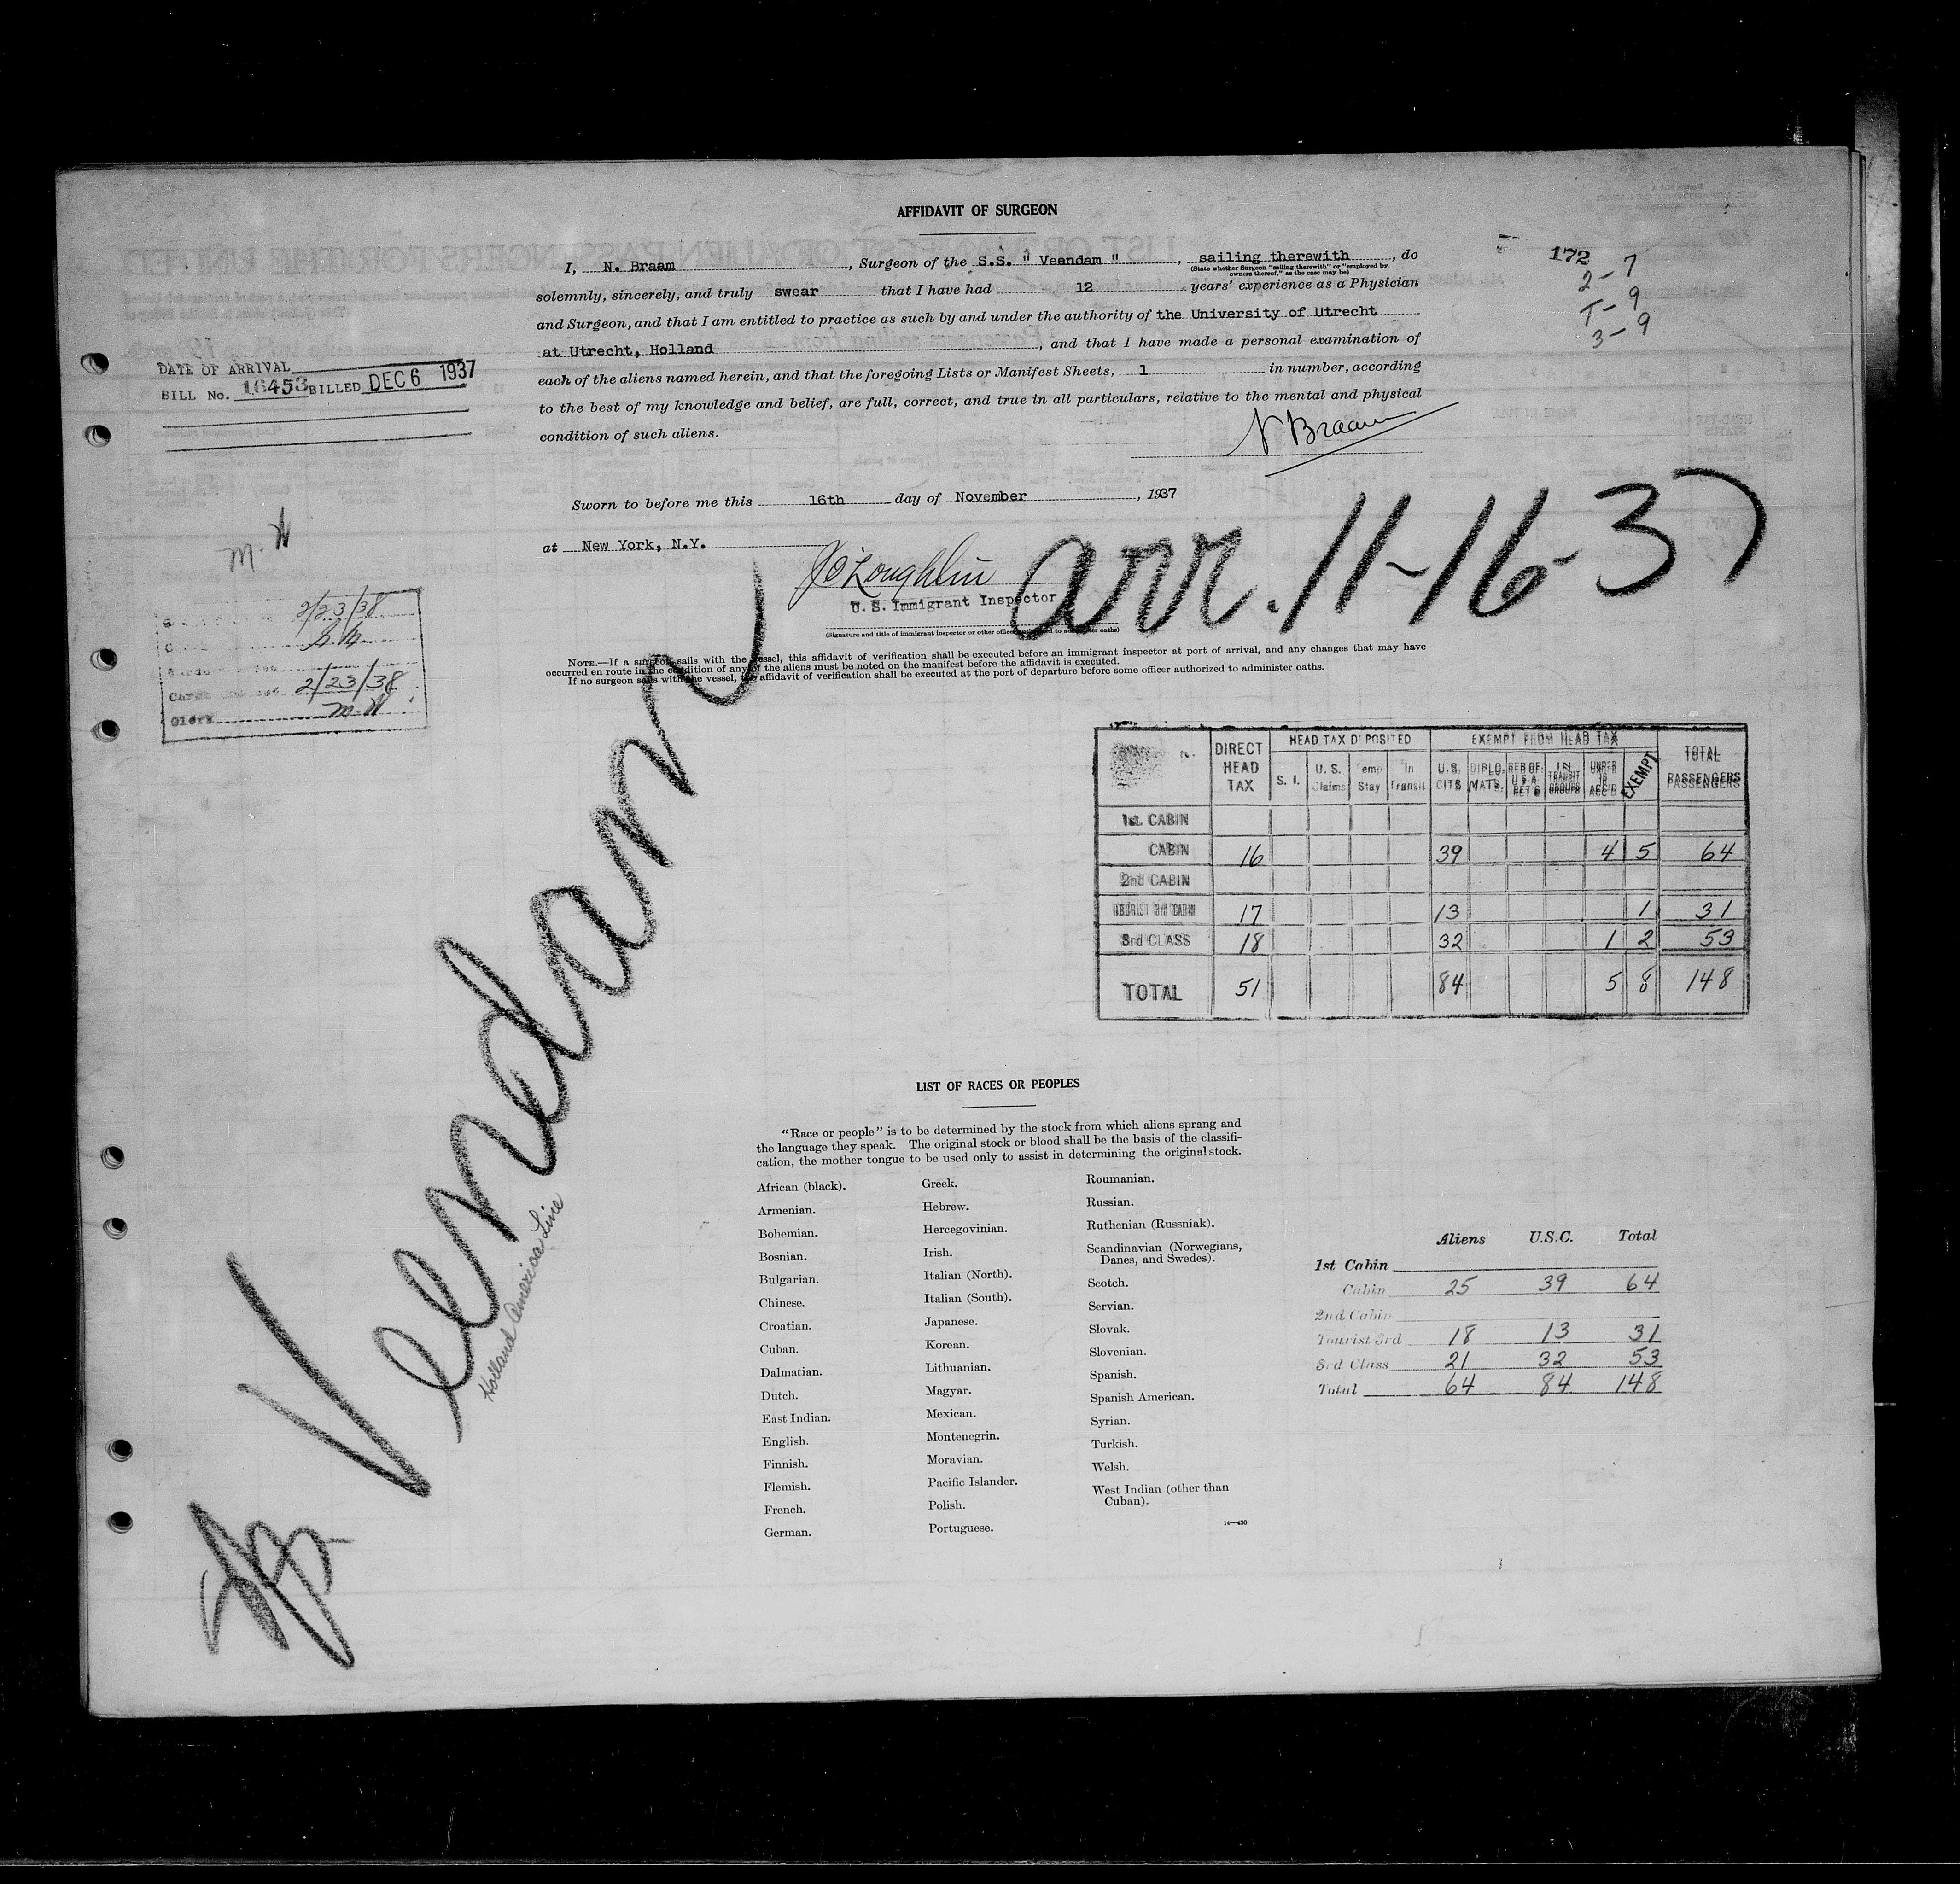 AFFIDAVIT OF SURGEON
I, N. Braam, Surgeon of the S.S. " Veendam ", sailing therewith, do
(State whether Surgeon "sailing therewith" or "employed by
owners thereof," as the case may be)
solemnly, sincerely, and truly swear that I have had 12 years' experience as a Physician
and Surgeon, and that I am entitled to practice as such by and under the authority of the University of Utrecht
at Utrecht, Holland, and that I have made a personal examination of
each of the aliens named herein, and that the foregoing Lists or Manifest Sheets, 1 in number, according
to the best of my knowledge and belief, are full, correct, and true in all particulars, relative to the mental and physical
condition of such aliens.
N Braam
172
2-7
T-9
3-9
DATE OF ARRIVAL
BILL No. 16453 BILLED DEC 6 1937
Sworn to before me this 16th day of November, 1937
at New York, N.Y.
U. S. Immigrant Inspector
arr. 11-16-37
NOTE.—If a surgeon sails with the vessel, this affidavit of verification shall be executed before an immigrant inspector at port of arrival, and any changes that may have
occurred en route in the condition of any of the aliens must be noted on the manifest before the affidavit is executed.
If no surgeon sails with the vessel, the affidavit of verification shall be executed at the port of departure before some officer authorized to administer oaths.
2/23/38
2/23/38
Clerk
Veendam
Holland America Line
DIRECT HEAD TAX HEAD TAX DEPOSITED EXEMPT FROM HEAD TAX TOTAL PASSENGERS
S. I. U. S. Claims Temp Stay In Transit U.S. CITS DIPLO. MATS. EXEMPT
1st CABIN
CABIN 16 39 4 5 64
2nd CABIN
TOURIST 3rd CABIN 17 13 1 31
3rd CLASS 18 32 1 2 53
TOTAL 51 84 5 8 148
LIST OF RACES OR PEOPLES
"Race or people" is to be determined by the stock from which aliens sprang and
the language they speak. The original stock or blood shall be the basis of the classifi-
cation, the mother tongue to be used only to assist in determining the original stock.
African (black).
Armenian.
Bohemian.
Bosnian.
Bulgarian.
Chinese.
Croatian.
Cuban.
Dalmatian.
Dutch.
East Indian.
English.
Finnish.
Flemish.
French.
German.
Greek.
Hebrew.
Hercegovinian.
Irish.
Italian (North).
Italian (South).
Japanese.
Korean.
Lithuanian.
Magyar.
Mexican.
Montenegrin.
Moravian.
Pacific Islander.
Polish.
Portuguese.
Roumanian.
Russian.
Ruthenian (Russniak).
Scandinavian (Norwegians,
Danes, and Swedes).
Scotch.
Servian.
Slovak.
Slovenian.
Spanish.
Spanish American.
Syrian.
Turkish.
Welsh.
West Indian (other than
Cuban).
Aliens U.S.C. Total
1st Cabin
Cabin 25 39 64
2nd Cabin
Tourist 3rd 18 13 31
3rd Class 21 32 53
Total 64 84 148